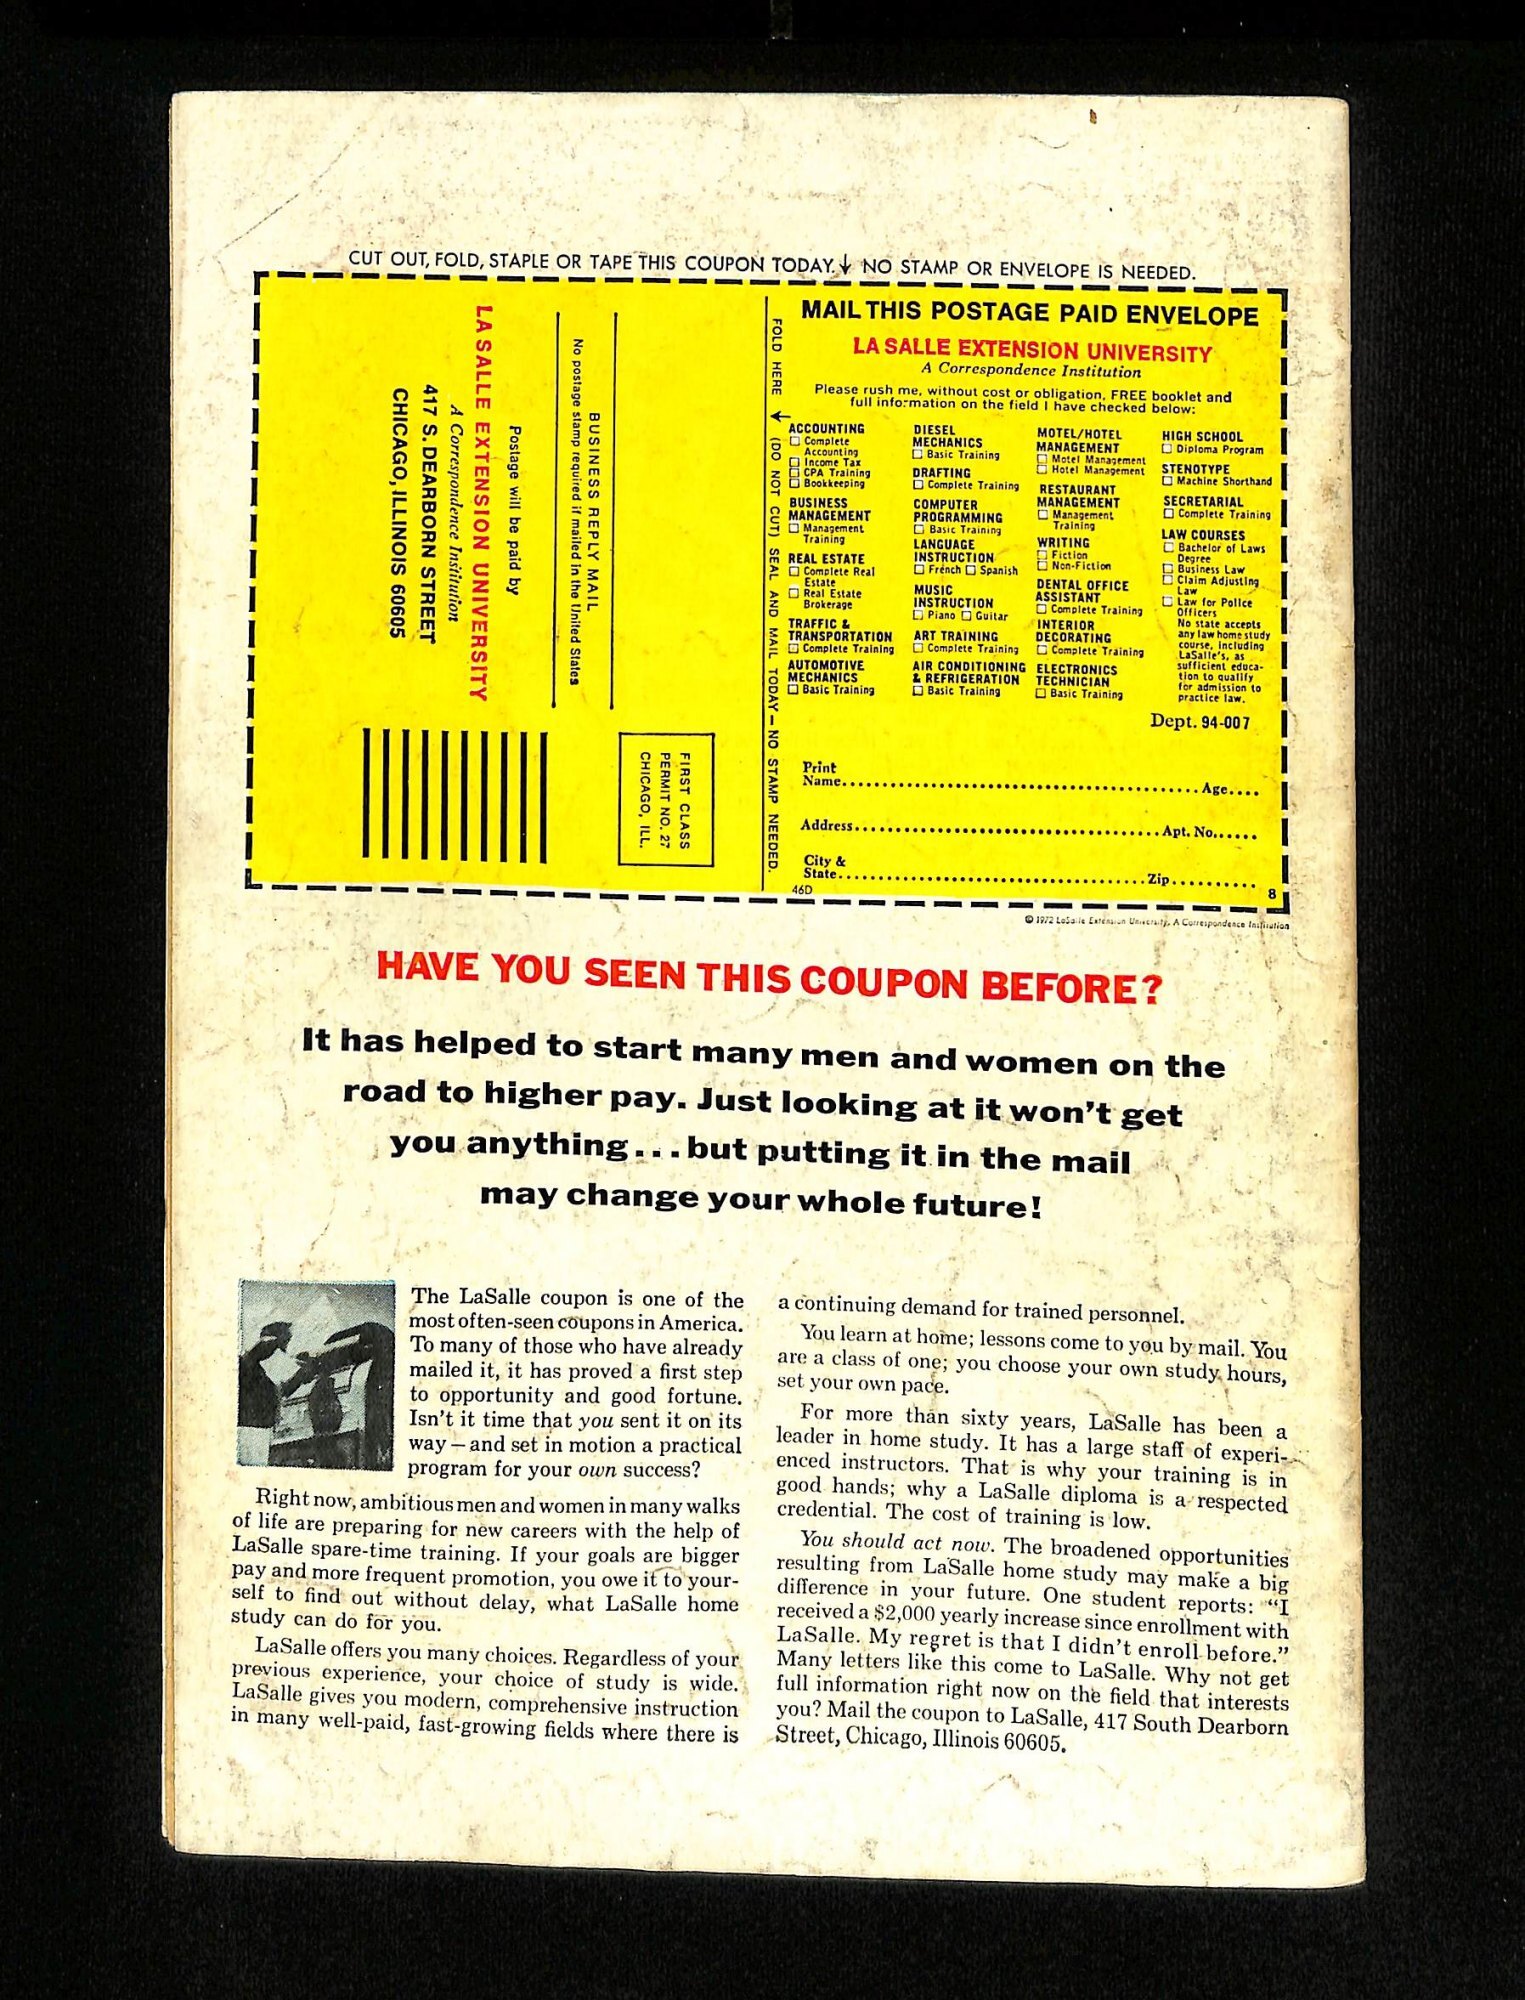 CUT OUT, FOLD, STAPLE OR TAPE THIS COUPON TODAY. ↓ NO STAMP OR ENVELOPE IS NEEDED.
LA SALLE EXTENSION UNIVERSITY
A Correspondence Institution
417 S. DEARBORN STREET
CHICAGO, ILLINOIS 60605
Postage will be paid by
No postage stamp required if mailed in the United States
BUSINESS REPLY MAIL
FIRST CLASS
PERMIT NO. 27
CHICAGO, ILL.
FOLD HERE ← (DO NOT CUT) SEAL AND MAIL TODAY — NO STAMP NEEDED.
MAIL THIS POSTAGE PAID ENVELOPE
LA SALLE EXTENSION UNIVERSITY
A Correspondence Institution
Please rush me, without cost or obligation, FREE booklet and
full information on the field I have checked below:
ACCOUNTING
☐ Complete
Accounting
☐ Income Tax
☐ CPA Training
☐ Bookkeeping
BUSINESS
MANAGEMENT
☐ Management
Training
REAL ESTATE
☐ Complete Real
Estate
☐ Real Estate
Brokerage
TRAFFIC &
TRANSPORTATION
☐ Complete Training
AUTOMOTIVE
MECHANICS
☐ Basic Training
DIESEL
MECHANICS
☐ Basic Training
DRAFTING
☐ Complete Training
COMPUTER
PROGRAMMING
☐ Basic Training
LANGUAGE
INSTRUCTION
☐ French ☐ Spanish
MUSIC
INSTRUCTION
☐ Piano ☐ Guitar
ART TRAINING
☐ Complete Training
AIR CONDITIONING
& REFRIGERATION
☐ Basic Training
MOTEL/HOTEL
MANAGEMENT
☐ Motel Management
☐ Hotel Management
RESTAURANT
MANAGEMENT
☐ Management
Training
WRITING
☐ Fiction
☐ Non-Fiction
DENTAL OFFICE
ASSISTANT
☐ Complete Training
INTERIOR
DECORATING
☐ Complete Training
ELECTRONICS
TECHNICIAN
☐ Basic Training
HIGH SCHOOL
☐ Diploma Program
STENOTYPE
☐ Machine Shorthand
SECRETARIAL
☐ Complete Training
LAW COURSES
☐ Bachelor of Laws
Degree
☐ Business Law
☐ Claim Adjusting
Law
☐ Law for Police
Officers
No state accepts
any law home study
course, including
LaSalle's, as
sufficient educa-
tion to qualify
for admission to
practice law.
Dept. 94-007
Print
Name........................................Age....
Address..................................Apt. No......
City &
State..................................Zip..........
46D 8
© 1972 LaSalle Extension University, A Correspondence Institution
HAVE YOU SEEN THIS COUPON BEFORE?
It has helped to start many men and women on the
road to higher pay. Just looking at it won't get
you anything...but putting it in the mail
may change your whole future!
The LaSalle coupon is one of the
most often-seen coupons in America.
To many of those who have already
mailed it, it has proved a first step
to opportunity and good fortune.
Isn't it time that you sent it on its
way—and set in motion a practical
program for your own success?
Right now, ambitious men and women in many walks
of life are preparing for new careers with the help of
LaSalle spare-time training. If your goals are bigger
pay and more frequent promotion, you owe it to your-
self to find out without delay, what LaSalle home
study can do for you.
LaSalle offers you many choices. Regardless of your
previous experience, your choice of study is wide.
LaSalle gives you modern, comprehensive instruction
in many well-paid, fast-growing fields where there is
a continuing demand for trained personnel.
You learn at home; lessons come to you by mail. You
are a class of one; you choose your own study hours,
set your own pace.
For more than sixty years, LaSalle has been a
leader in home study. It has a large staff of experi-
enced instructors. That is why your training is in
good hands; why a LaSalle diploma is a respected
credential. The cost of training is low.
You should act now. The broadened opportunities
resulting from LaSalle home study may make a big
difference in your future. One student reports: "I
received a $2,000 yearly increase since enrollment with
LaSalle. My regret is that I didn't enroll before."
Many letters like this come to LaSalle. Why not get
full information right now on the field that interests
you? Mail the coupon to LaSalle, 417 South Dearborn
Street, Chicago, Illinois 60605.